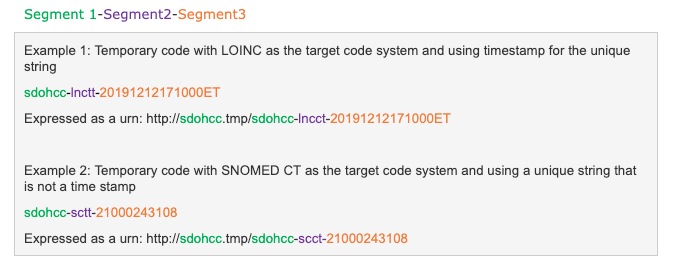 Segment 1-Segment2-Segment3
Example 1: Temporary code with LOINC as the target code system and using timestamp for the unique
string
sdohcc-lnctt-20191212171000ET
Expressed as a urn: http://sdohcc.tmp/sdohcc-lncct-20191212171000ET
Example 2: Temporary code with SNOMED CT as the target code system and using a unique string that
is not a time stamp
sdohcc-sctt-21000243108
Expressed as a urn: http://sdohcc.tmp/sdohcc-scct-21000243108